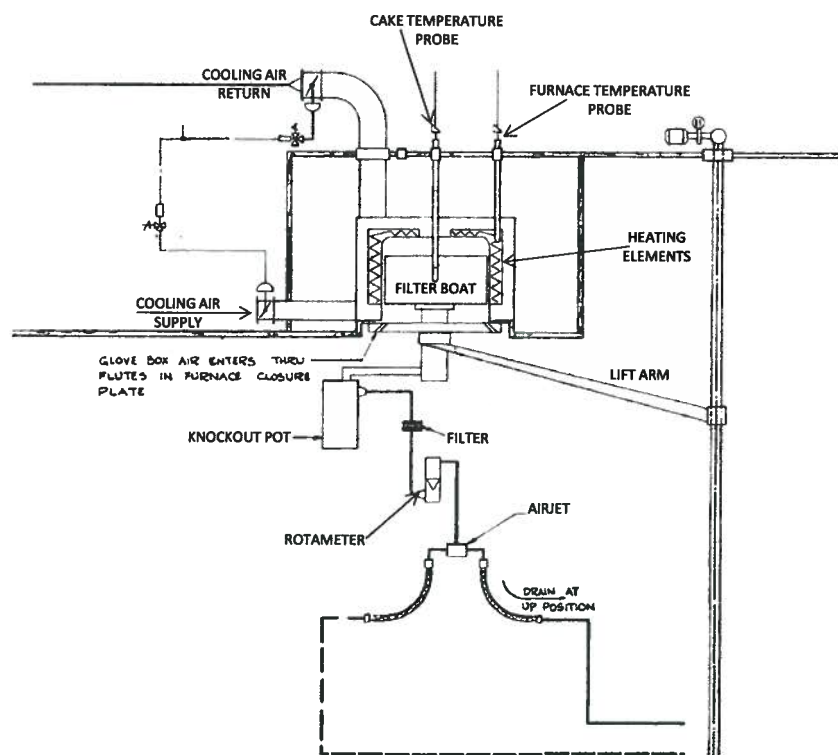 CAKE TEMPERATURE
PROBE
COOLING AIR
RETURN
FURNACE TEMPERATURE
PROBE
HEATING
ELEMENTS
FILTER BOAT
COOLING AIR
SUPPLY
GLOVE BOX AIR ENTERS THRU
FLUTES IN FURNACE CLOSURE
PLATE
LIFT ARM
KNOCKOUT POT
FILTER
ROTAMETER
AIRJET
DRAIN AT
UP POSITION